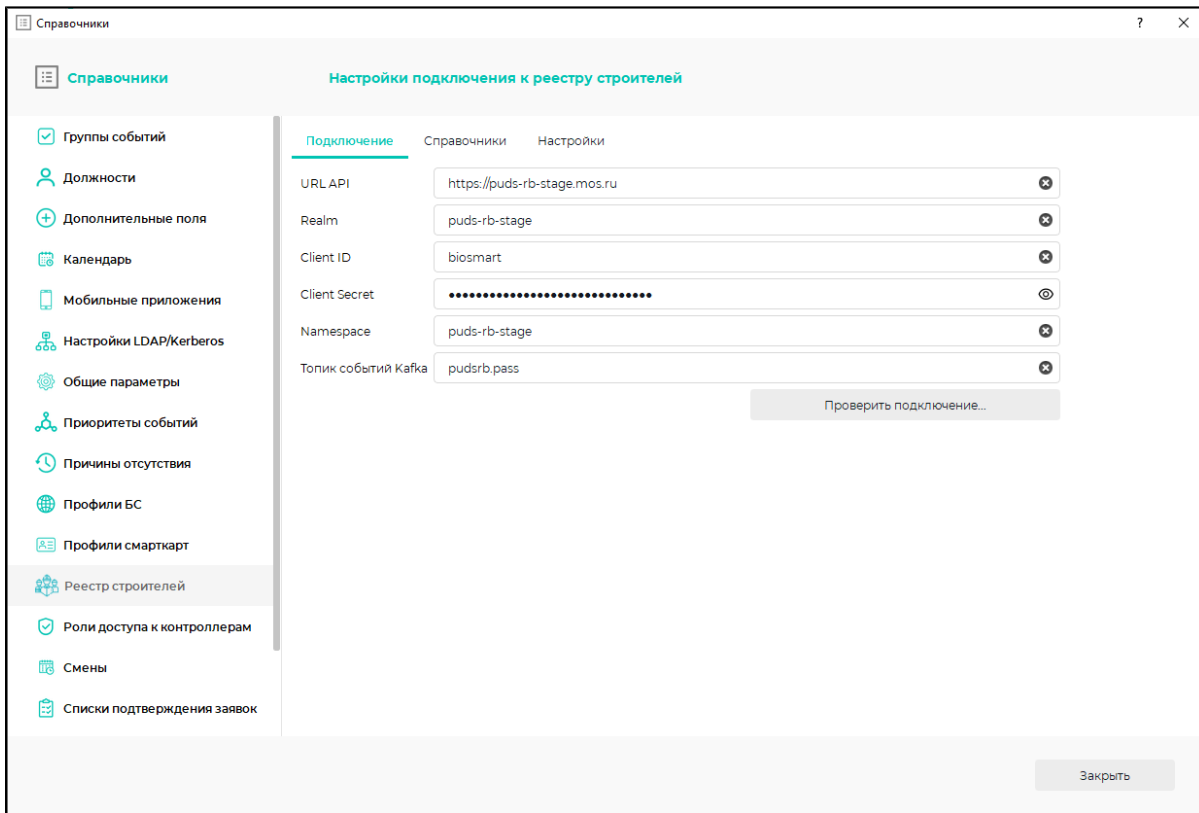 Справочники
?
Справочники
Настройки подключения к реестру строителей
Группы событий
Должности
Дополнительные поля
Календарь
Мобильные приложения
Настройки LDAP/Kerberos
Общие параметры
Приоритеты событий
Причины отсутствия
Профили БС
Профили смарткарт
Реестр строителей
Роли доступа к контроллерам
Смены
Списки подтверждения заявок
Подключение Справочники Настройки
URL API https://puds-rb-stage.mos.ru
Realm puds-rb-stage
Client ID biosmart
Client Secret ••••••••••••••••••••••••••••••
Namespace puds-rb-stage
Топик событий Kafka pudsrb.pass
Проверить подключение...
Закрыть